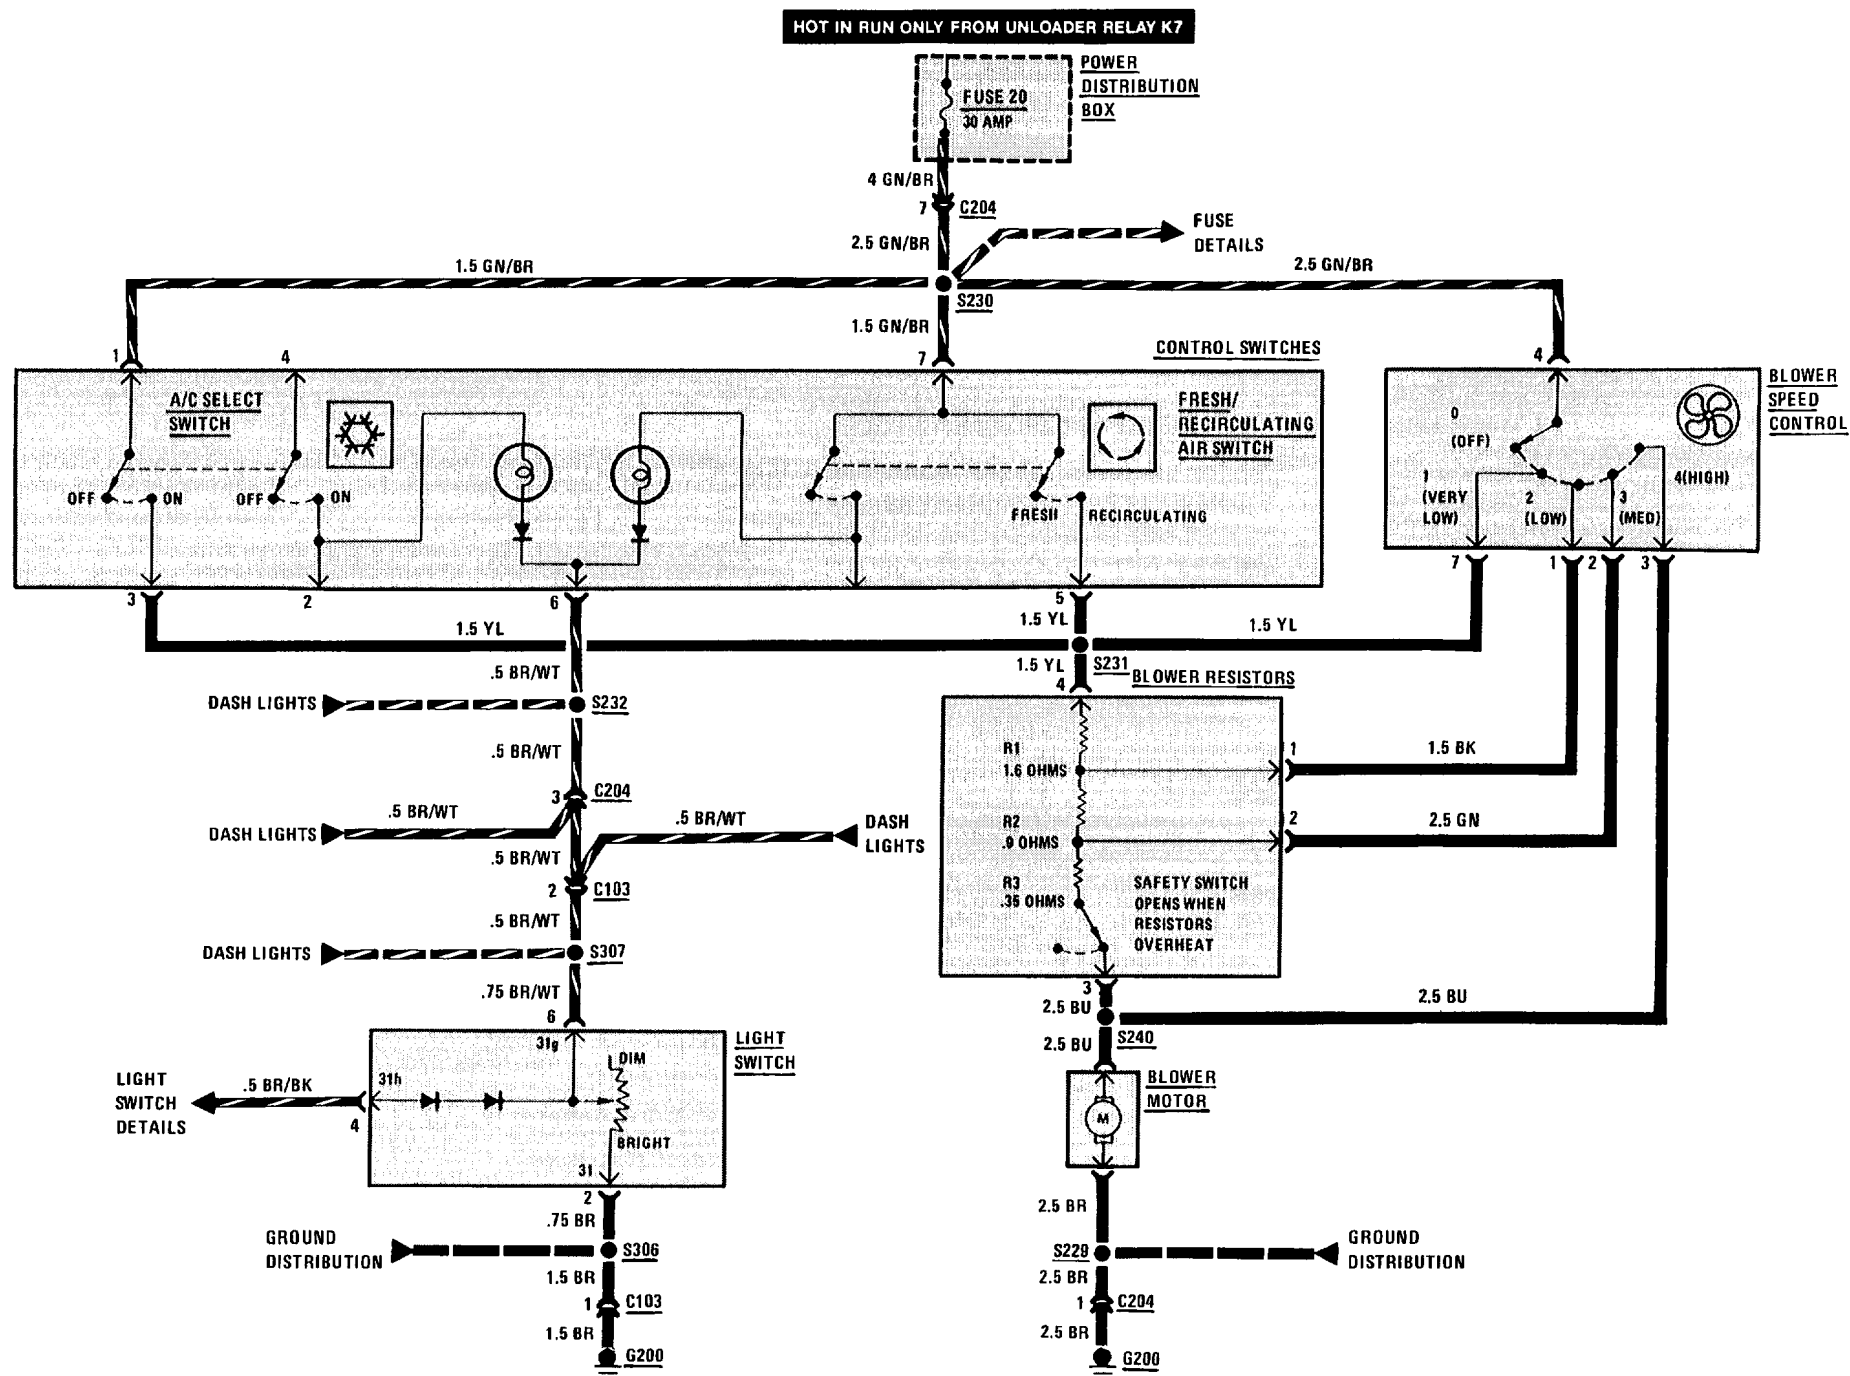 HOT IN RUN ONLY FROM UNLOADER RELAY K7
POWER
DISTRIBUTION
BOX
FUSE 20
30 AMP
4 GN/BR
7 C204
2.5 GN/BR
FUSE
DETAILS
1.5 GN/BR
2.5 GN/BR
S230
1.5 GN/BR
1
4
7
CONTROL SWITCHES
4
BLOWER
SPEED
CONTROL
A/C SELECT
SWITCH
FRESH/
RECIRCULATING
AIR SWITCH
0
(OFF)
1
(VERY
LOW)
2
(LOW)
3
(MED)
4(HIGH)
OFF ON
OFF ON
FRESH RECIRCULATING
3
2
6
5
7
1
2
3
1.5 YL
1.5 YL
1.5 YL
.5 BR/WT
1.5 YL
S231
4
BLOWER RESISTORS
DASH LIGHTS
S232
.5 BR/WT
R1
1.6 OHMS
1
1.5 BK
3 C204
.5 BR/WT
DASH LIGHTS
.5 BR/WT
DASH
LIGHTS
R2
.9 OHMS
2
2.5 GN
.5 BR/WT
2 C103
R3
.35 OHMS
SAFETY SWITCH
OPENS WHEN
RESISTORS
OVERHEAT
.5 BR/WT
DASH LIGHTS
S307
.75 BR/WT
6
3
2.5 BU
2.5 BU
S240
2.5 BU
31g
DIM
LIGHT
SWITCH
31h
BRIGHT
31
LIGHT
SWITCH
DETAILS
.5 BR/BK
4
BLOWER
MOTOR
M
2
.75 BR
2.5 BR
GROUND
DISTRIBUTION
S306
S229
GROUND
DISTRIBUTION
1.5 BR
2.5 BR
1 C103
1 C204
1.5 BR
2.5 BR
G200
G200